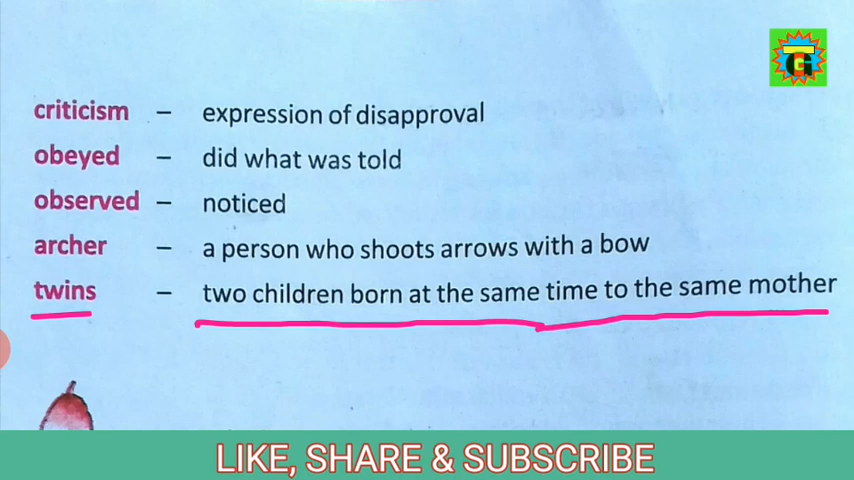 TG
criticism – expression of disapproval
obeyed – did what was told
observed – noticed
archer – a person who shoots arrows with a bow
twins – two children born at the same time to the same mother
LIKE, SHARE & SUBSCRIBE